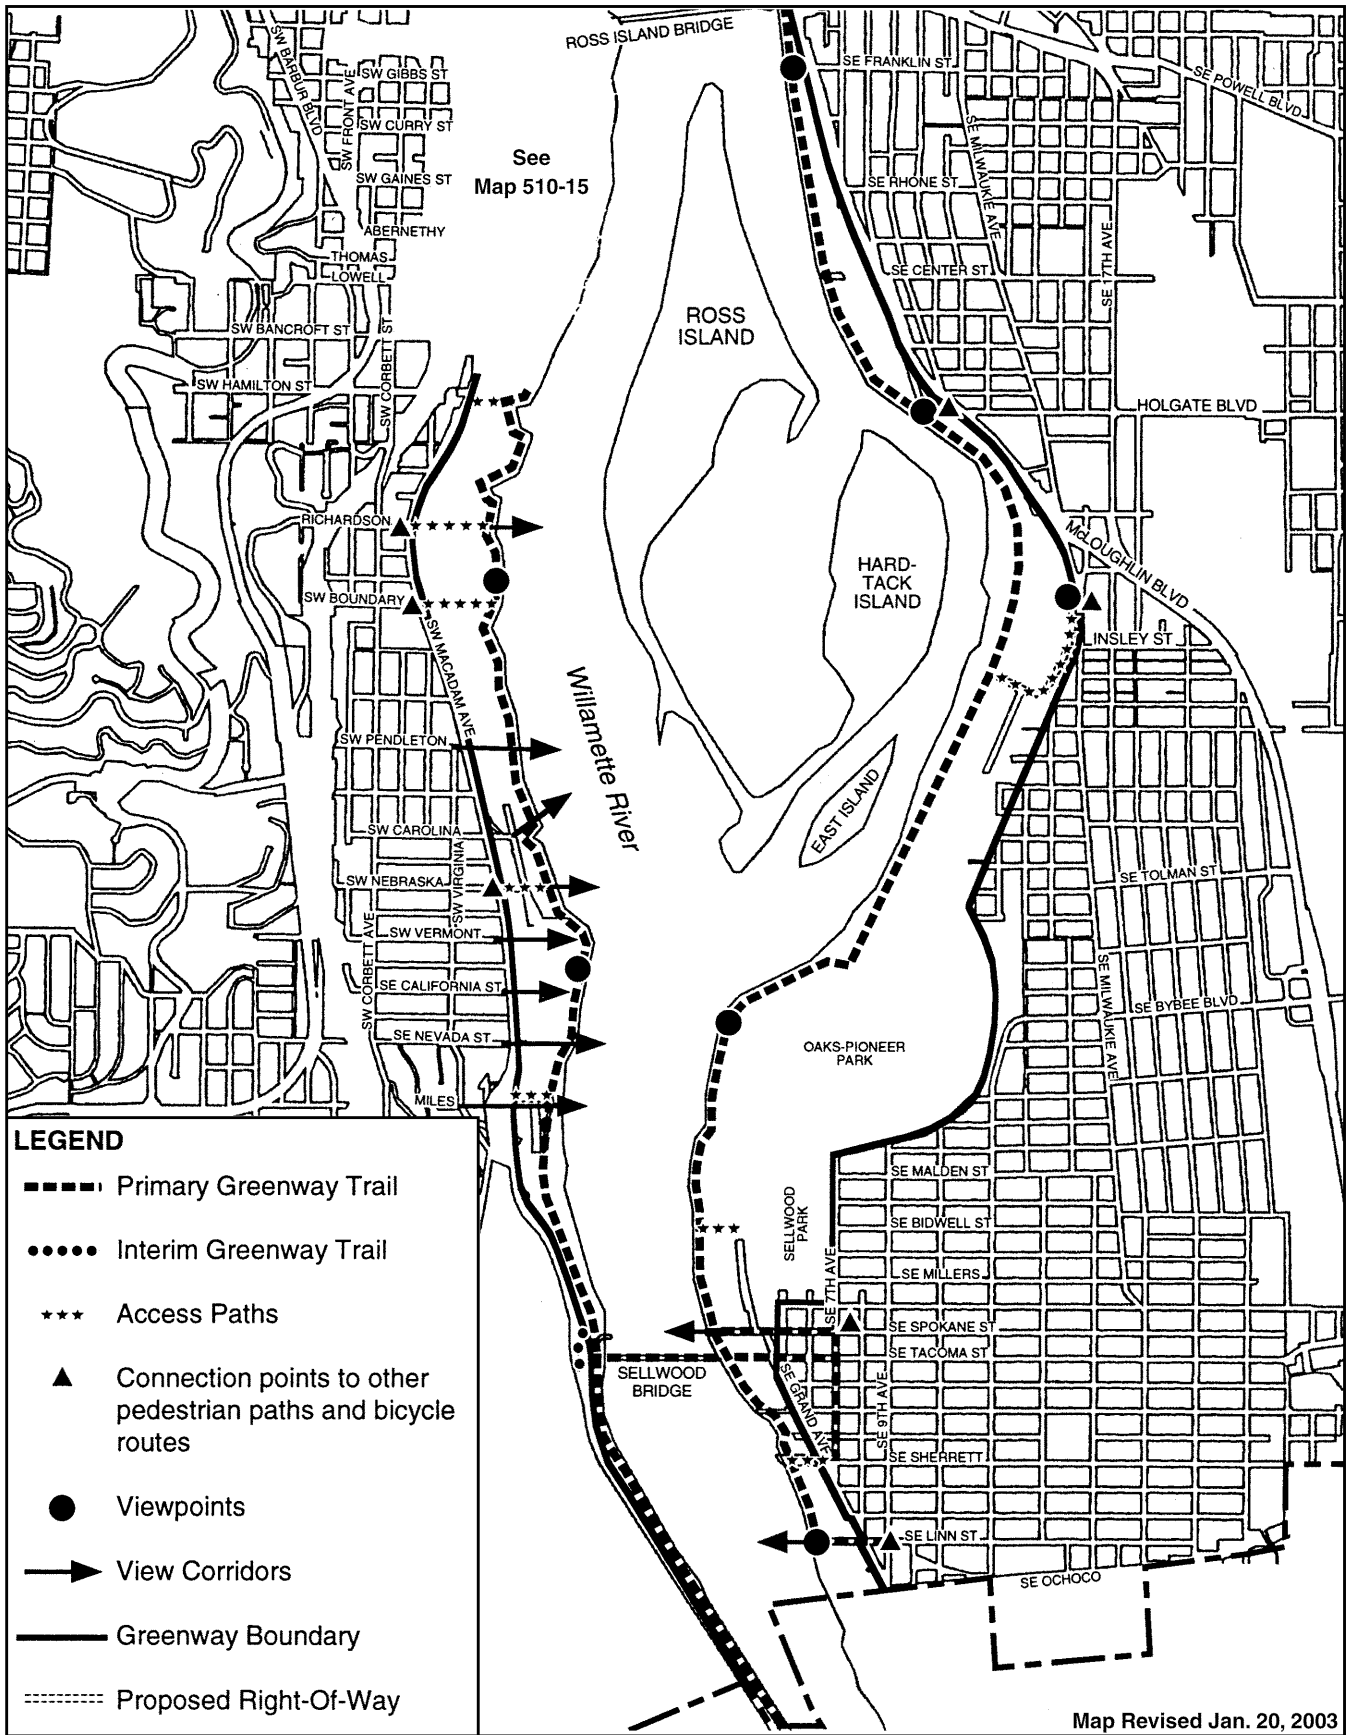 ROSS ISLAND BRIDGE
SW BARBUR BLVD
SW FRONT AVE
SW GIBBS ST
SW CURRY ST
SW GAINES ST
ABERNETHY
THOMAS
LOWELL
SW BANCROFT ST
SW HAMILTON ST
SW CORBETT ST
See
Map 510-15
SE FRANKLIN ST
SE POWELL BLVD
SE MILWAUKIE AVE
SE RHONE ST
SE CENTER ST
SE 17TH AVE
ROSS
ISLAND
HOLGATE BLVD
RICHARDSON
SW BOUNDARY
SW MACADAM AVE
McLOUGHLIN BLVD
HARD-
TACK
ISLAND
LINSLEY ST
Willamette River
SW PENDLETON
EAST ISLAND
SW CAROLINA
SW VIRGINIA
SW NEBRASKA
SE TOLMAN ST
SW CORBETT AVE
SW VERMONT
SE CALIFORNIA ST
SE MILWAUKIE AVE
SE BYBEE BLVD
SE NEVADA ST
OAKS-PIONEER
PARK
MILES
SE MALDEN ST
SELLWOOD
PARK
SE BIDWELL ST
SE 7TH AVE
SE MILLERS
SE SPOKANE ST
SE TACOMA ST
SELLWOOD
BRIDGE
SE GRAND AVE
SE 9TH AVE
SE SHERRETT
SE LINN ST
SE OCHOCO
LEGEND
Primary Greenway Trail
Interim Greenway Trail
Access Paths
Connection points to other
pedestrian paths and bicycle
routes
Viewpoints
View Corridors
Greenway Boundary
Proposed Right-Of-Way
Map Revised Jan. 20, 2003